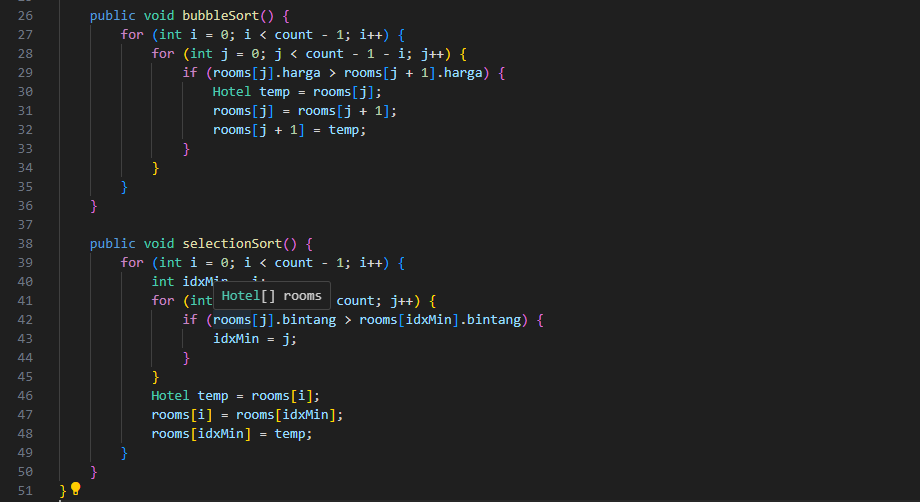 26 public void bubbleSort() {
27 for (int i = 0; i < count - 1; i++) {
28 for (int j = 0; j < count - 1 - i; j++) {
29 if (rooms[j].harga > rooms[j + 1].harga) {
30 Hotel temp = rooms[j];
31 rooms[j] = rooms[j + 1];
32 rooms[j + 1] = temp;
33 }
34 }
35 }
36 }
37
38 public void selectionSort() {
39 for (int i = 0; i < count - 1; i++) {
40 int idxMin = i;
41 for (int count; j++) {
Hotel[] rooms
42 if (rooms[j].bintang > rooms[idxMin].bintang) {
43 idxMin = j;
44 }
45 }
46 Hotel temp = rooms[i];
47 rooms[i] = rooms[idxMin];
48 rooms[idxMin] = temp;
49 }
50 }
51 }